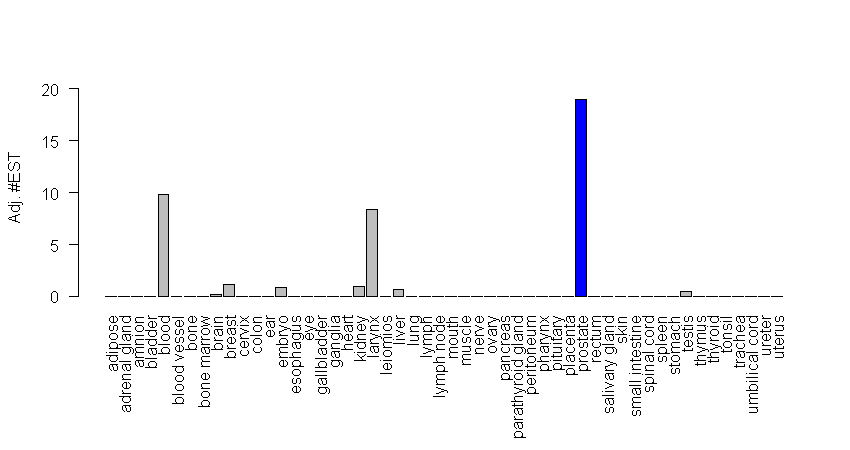 20
15
10
5
0
Adj. #EST
adipose
adrenal gland
amnion
bladder
blood
blood vessel
bone
bone marrow
brain
breast
cervix
colon
ear
embryo
esophagus
eye
gallbladder
ganglia
heart
kidney
larynx
leiomios
liver
lung
lymph
lymph node
mouth
muscle
nerve
ovary
pancreas
parathyroid gland
peritoneum
pharynx
pituitary
placenta
prostate
rectum
salivary gland
skin
small intestine
spinal cord
spleen
stomach
testis
thymus
thyroid
tonsil
trachea
umbilical cord
ureter
uterus